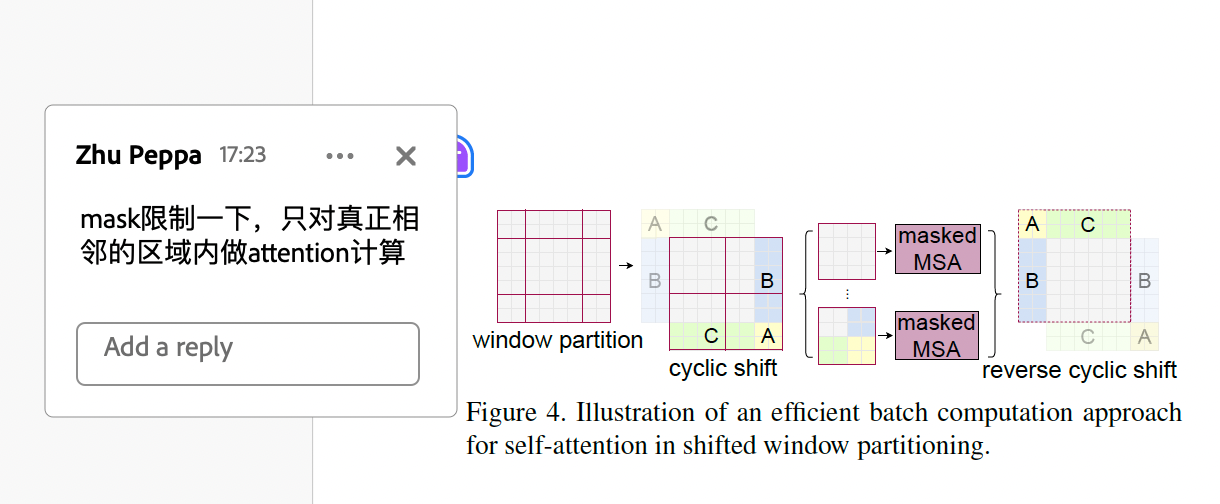 Zhu Peppa 17:23
mask限制一下，只对真正相
邻的区域内做attention计算
Add a reply
A C
B
B
C A
window partition
cyclic shift
masked
MSA
masked
MSA
A C
B B
C A
reverse cyclic shift
Figure 4. Illustration of an efficient batch computation approach
for self-attention in shifted window partitioning.